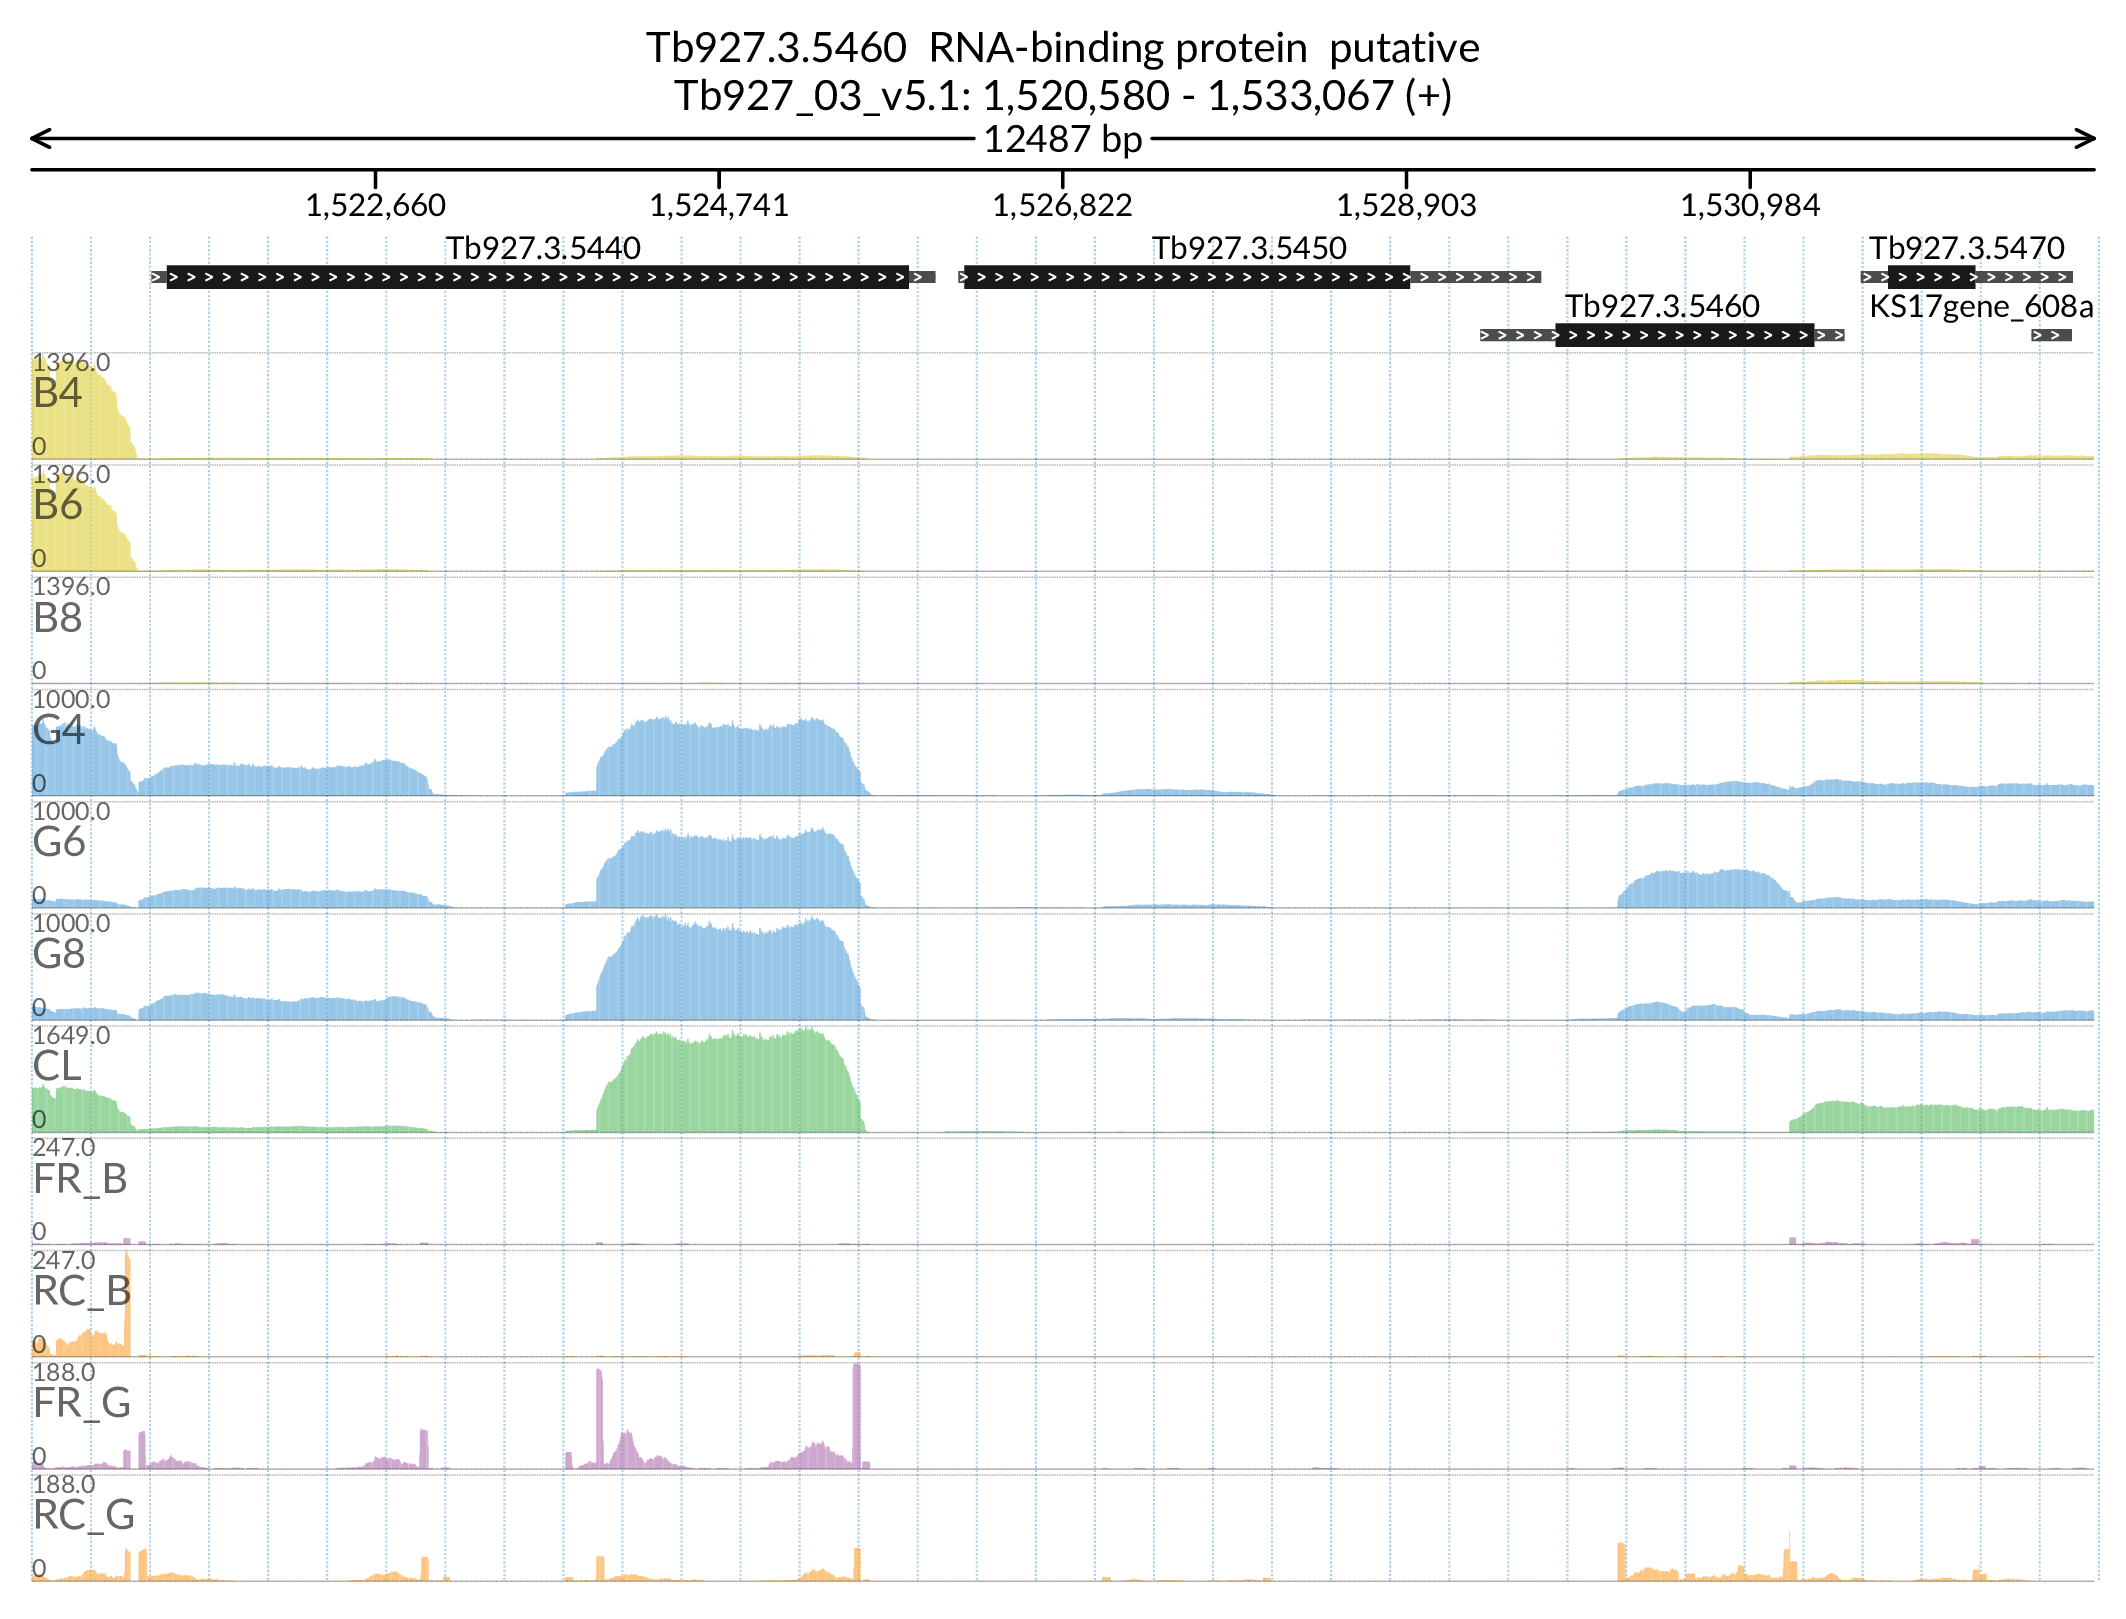 Tb927.3.5460  RNA-binding protein  putative
Tb927_03_v5.1: 1,520,580 - 1,533,067 (+)
12487 bp
1,522,660 1,524,741 1,526,822 1,528,903 1,530,984
Tb927.3.5440 Tb927.3.5450 Tb927.3.5470
Tb927.3.5460 KS17gene_608a
1396.0
B4
0
1396.0
B6
0
1396.0
B8
0
1000.0
G4
0
1000.0
G6
0
1000.0
G8
0
1649.0
CL
0
247.0
FR_B
0
247.0
RC_B
0
188.0
FR_G
0
188.0
RC_G
0